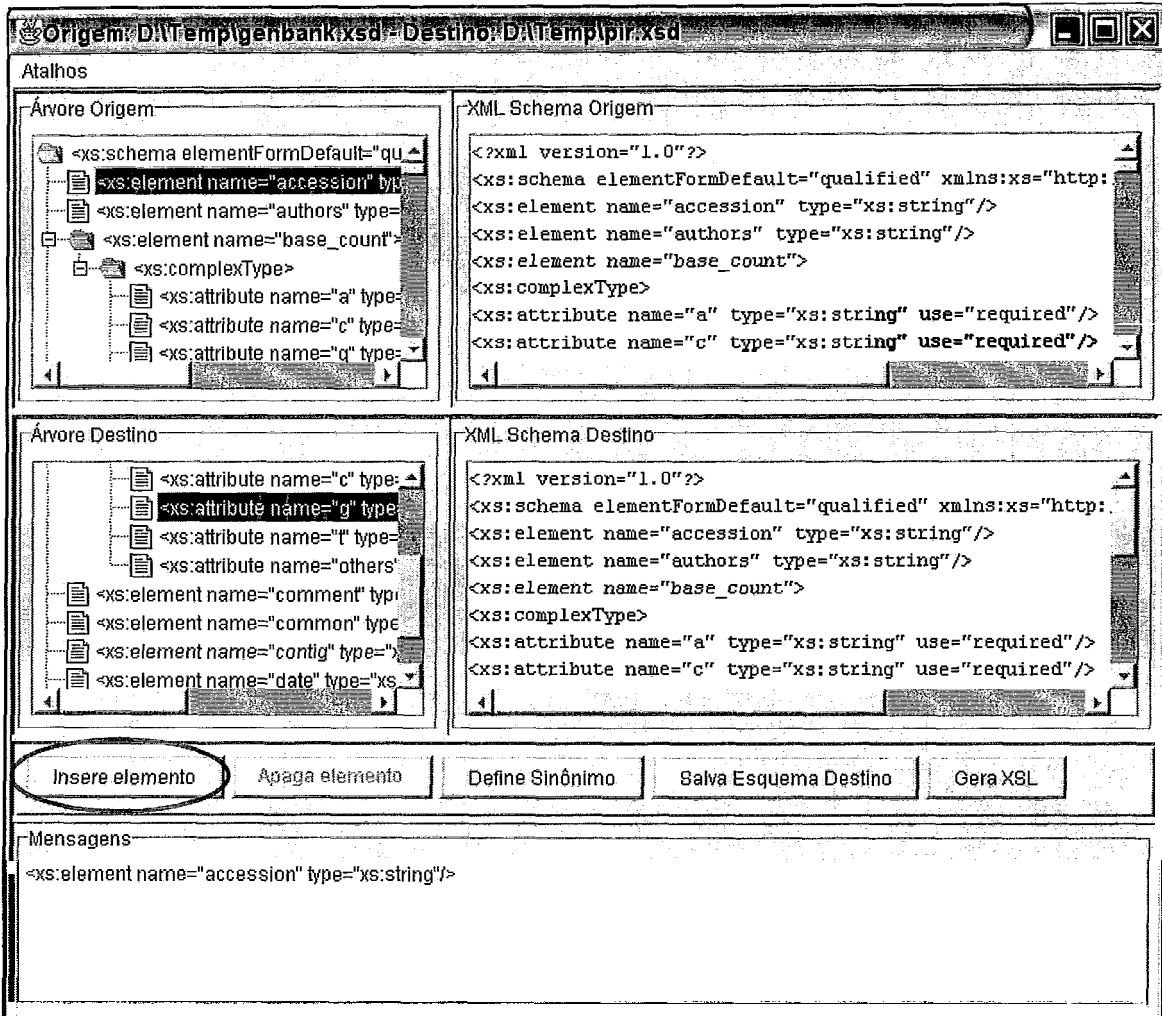 Origem: D:\Temp\genbank.xsd - Destino: D:\Temp\pir.xsd
Atalhos
Árvore Origem
<xs:schema elementFormDefault="qu
<xs:element name="accession" typ
<xs:element name="authors" type=
<xs:element name="base_count">
<xs:complexType>
<xs:attribute name="a" type=
<xs:attribute name="c" type=
<xs:attribute name="g" type=
XML Schema Origem
<?xml version="1.0"?>
<xs:schema elementFormDefault="qualified" xmlns:xs="http:
<xs:element name="accession" type="xs:string"/>
<xs:element name="authors" type="xs:string"/>
<xs:element name="base_count">
<xs:complexType>
<xs:attribute name="a" type="xs:string" use="required"/>
<xs:attribute name="c" type="xs:string" use="required"/>
Árvore Destino
<xs:attribute name="c" type=
<xs:attribute name="g" type
<xs:attribute name="t" type=
<xs:attribute name="others"
<xs:element name="comment" typ
<xs:element name="common" type
<xs:element name="contig" type="x
<xs:element name="date" type="xs
XML Schema Destino
<?xml version="1.0"?>
<xs:schema elementFormDefault="qualified" xmlns:xs="http:
<xs:element name="accession" type="xs:string"/>
<xs:element name="authors" type="xs:string"/>
<xs:element name="base_count">
<xs:complexType>
<xs:attribute name="a" type="xs:string" use="required"/>
<xs:attribute name="c" type="xs:string" use="required"/>
Insere elemento
Apaga elemento
Define Sinônimo
Salva Esquema Destino
Gera XSL
Mensagens
<xs:element name="accession" type="xs:string"/>